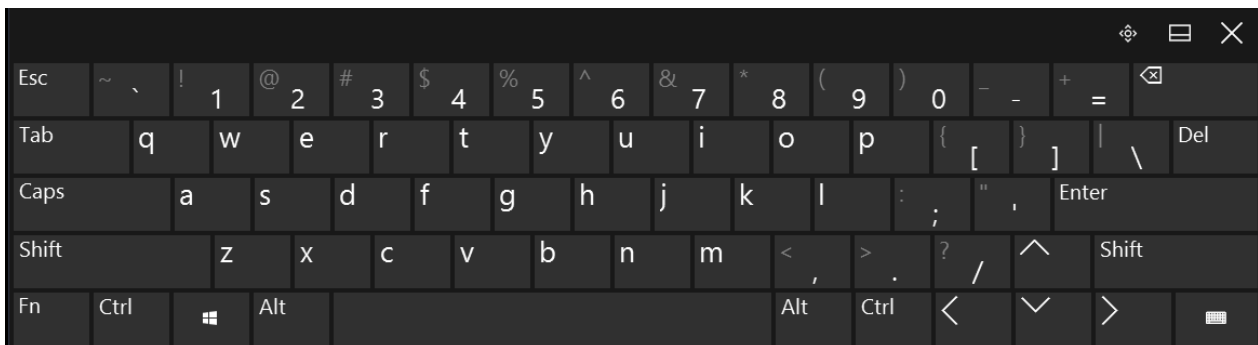 Esc ~ ` ! 1 @ 2 # 3 $ 4 % 5 ^ 6 & 7 * 8 ( 9 ) 0 _ - + =
Tab q w e r t y u i o p { [ } ] | \ Del
Caps a s d f g h j k l : ; " ' Enter
Shift z x c v b n m < , > . ? / Shift
Fn Ctrl Alt Alt Ctrl